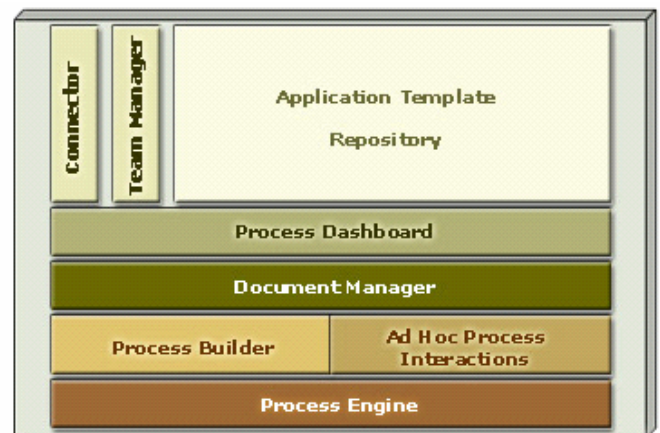 Connector
Team Manager
Application Template
Repository
Process Dashboard
Document Manager
Process Builder
Ad Hoc Process
Interactions
Process Engine